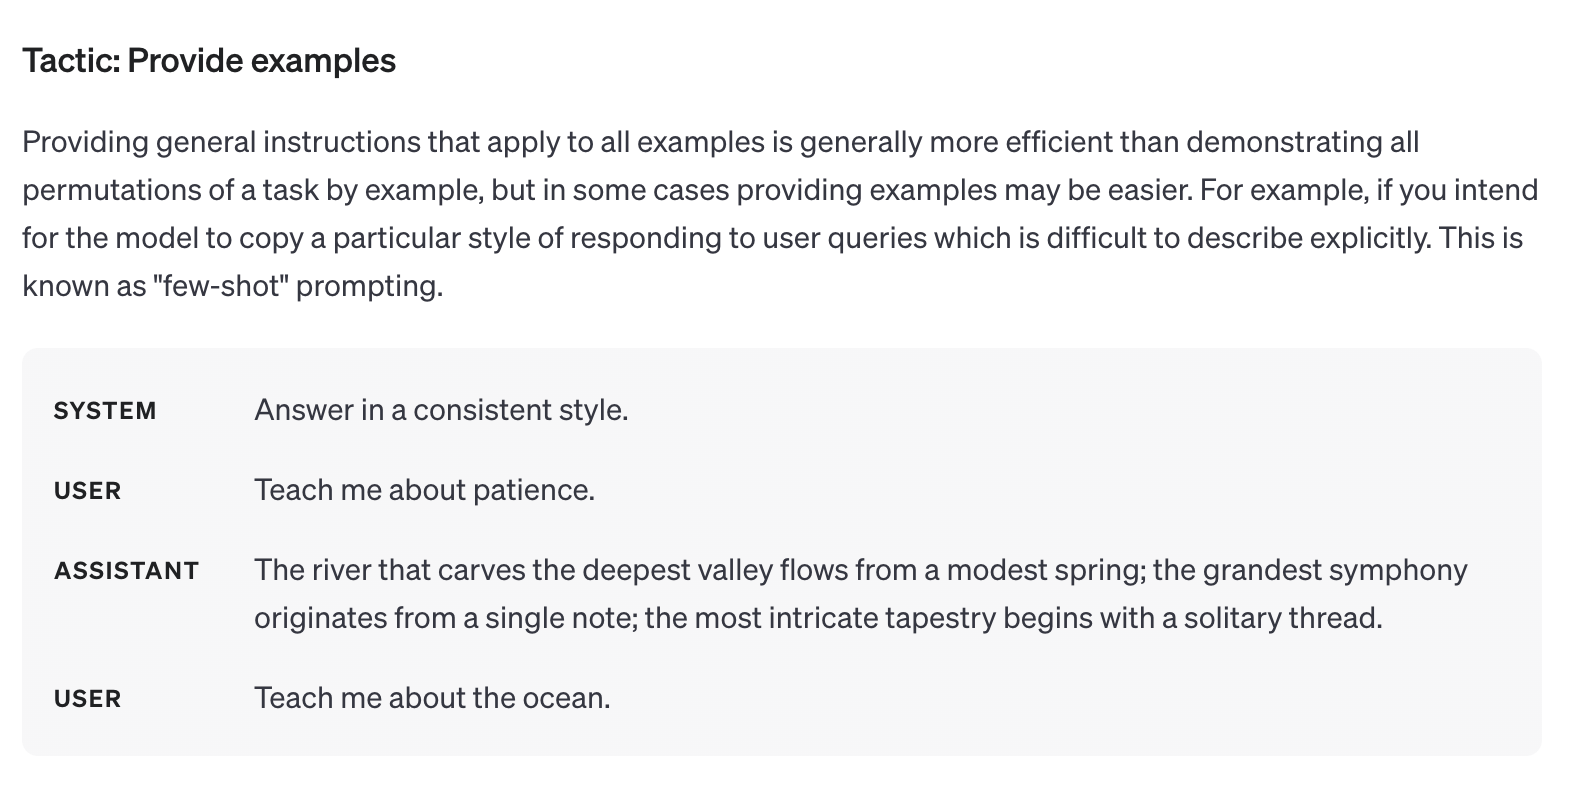 Tactic: Provide examples
Providing general instructions that apply to all examples is generally more efficient than demonstrating all
permutations of a task by example, but in some cases providing examples may be easier. For example, if you intend
for the model to copy a particular style of responding to user queries which is difficult to describe explicitly. This is
known as "few-shot" prompting.
SYSTEM Answer in a consistent style.
USER Teach me about patience.
ASSISTANT The river that carves the deepest valley flows from a modest spring; the grandest symphony
originates from a single note; the most intricate tapestry begins with a solitary thread.
USER Teach me about the ocean.